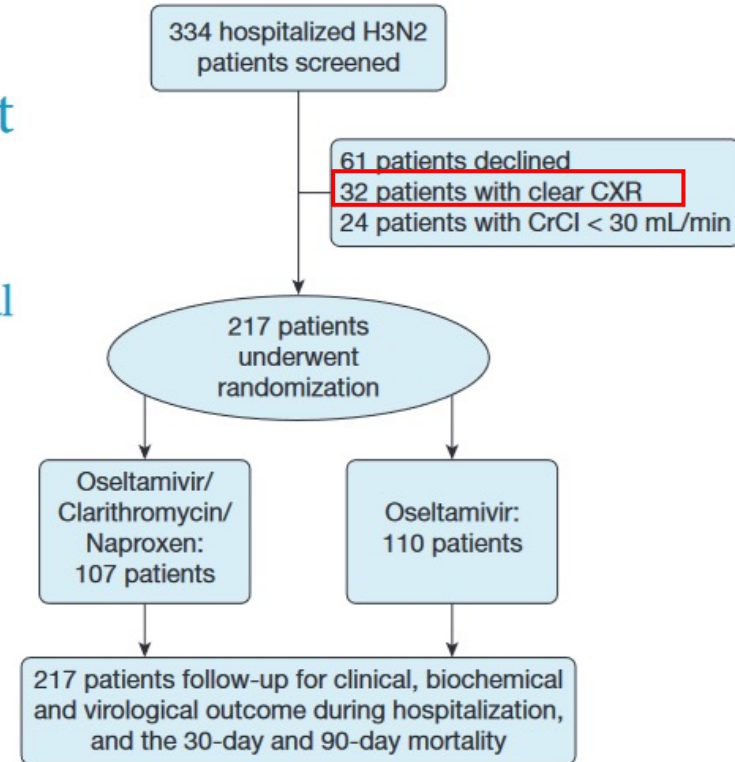 334 hospitalized H3N2
patients screened
t
61 patients declined
32 patients with clear CXR
24 patients with CrCl < 30 mL/min
l
217 patients
underwent
randomization
Oseltamivir/
Clarithromycin/
Naproxen:
107 patients
Oseltamivir:
110 patients
217 patients follow-up for clinical, biochemical
and virological outcome during hospitalization,
and the 30-day and 90-day mortality